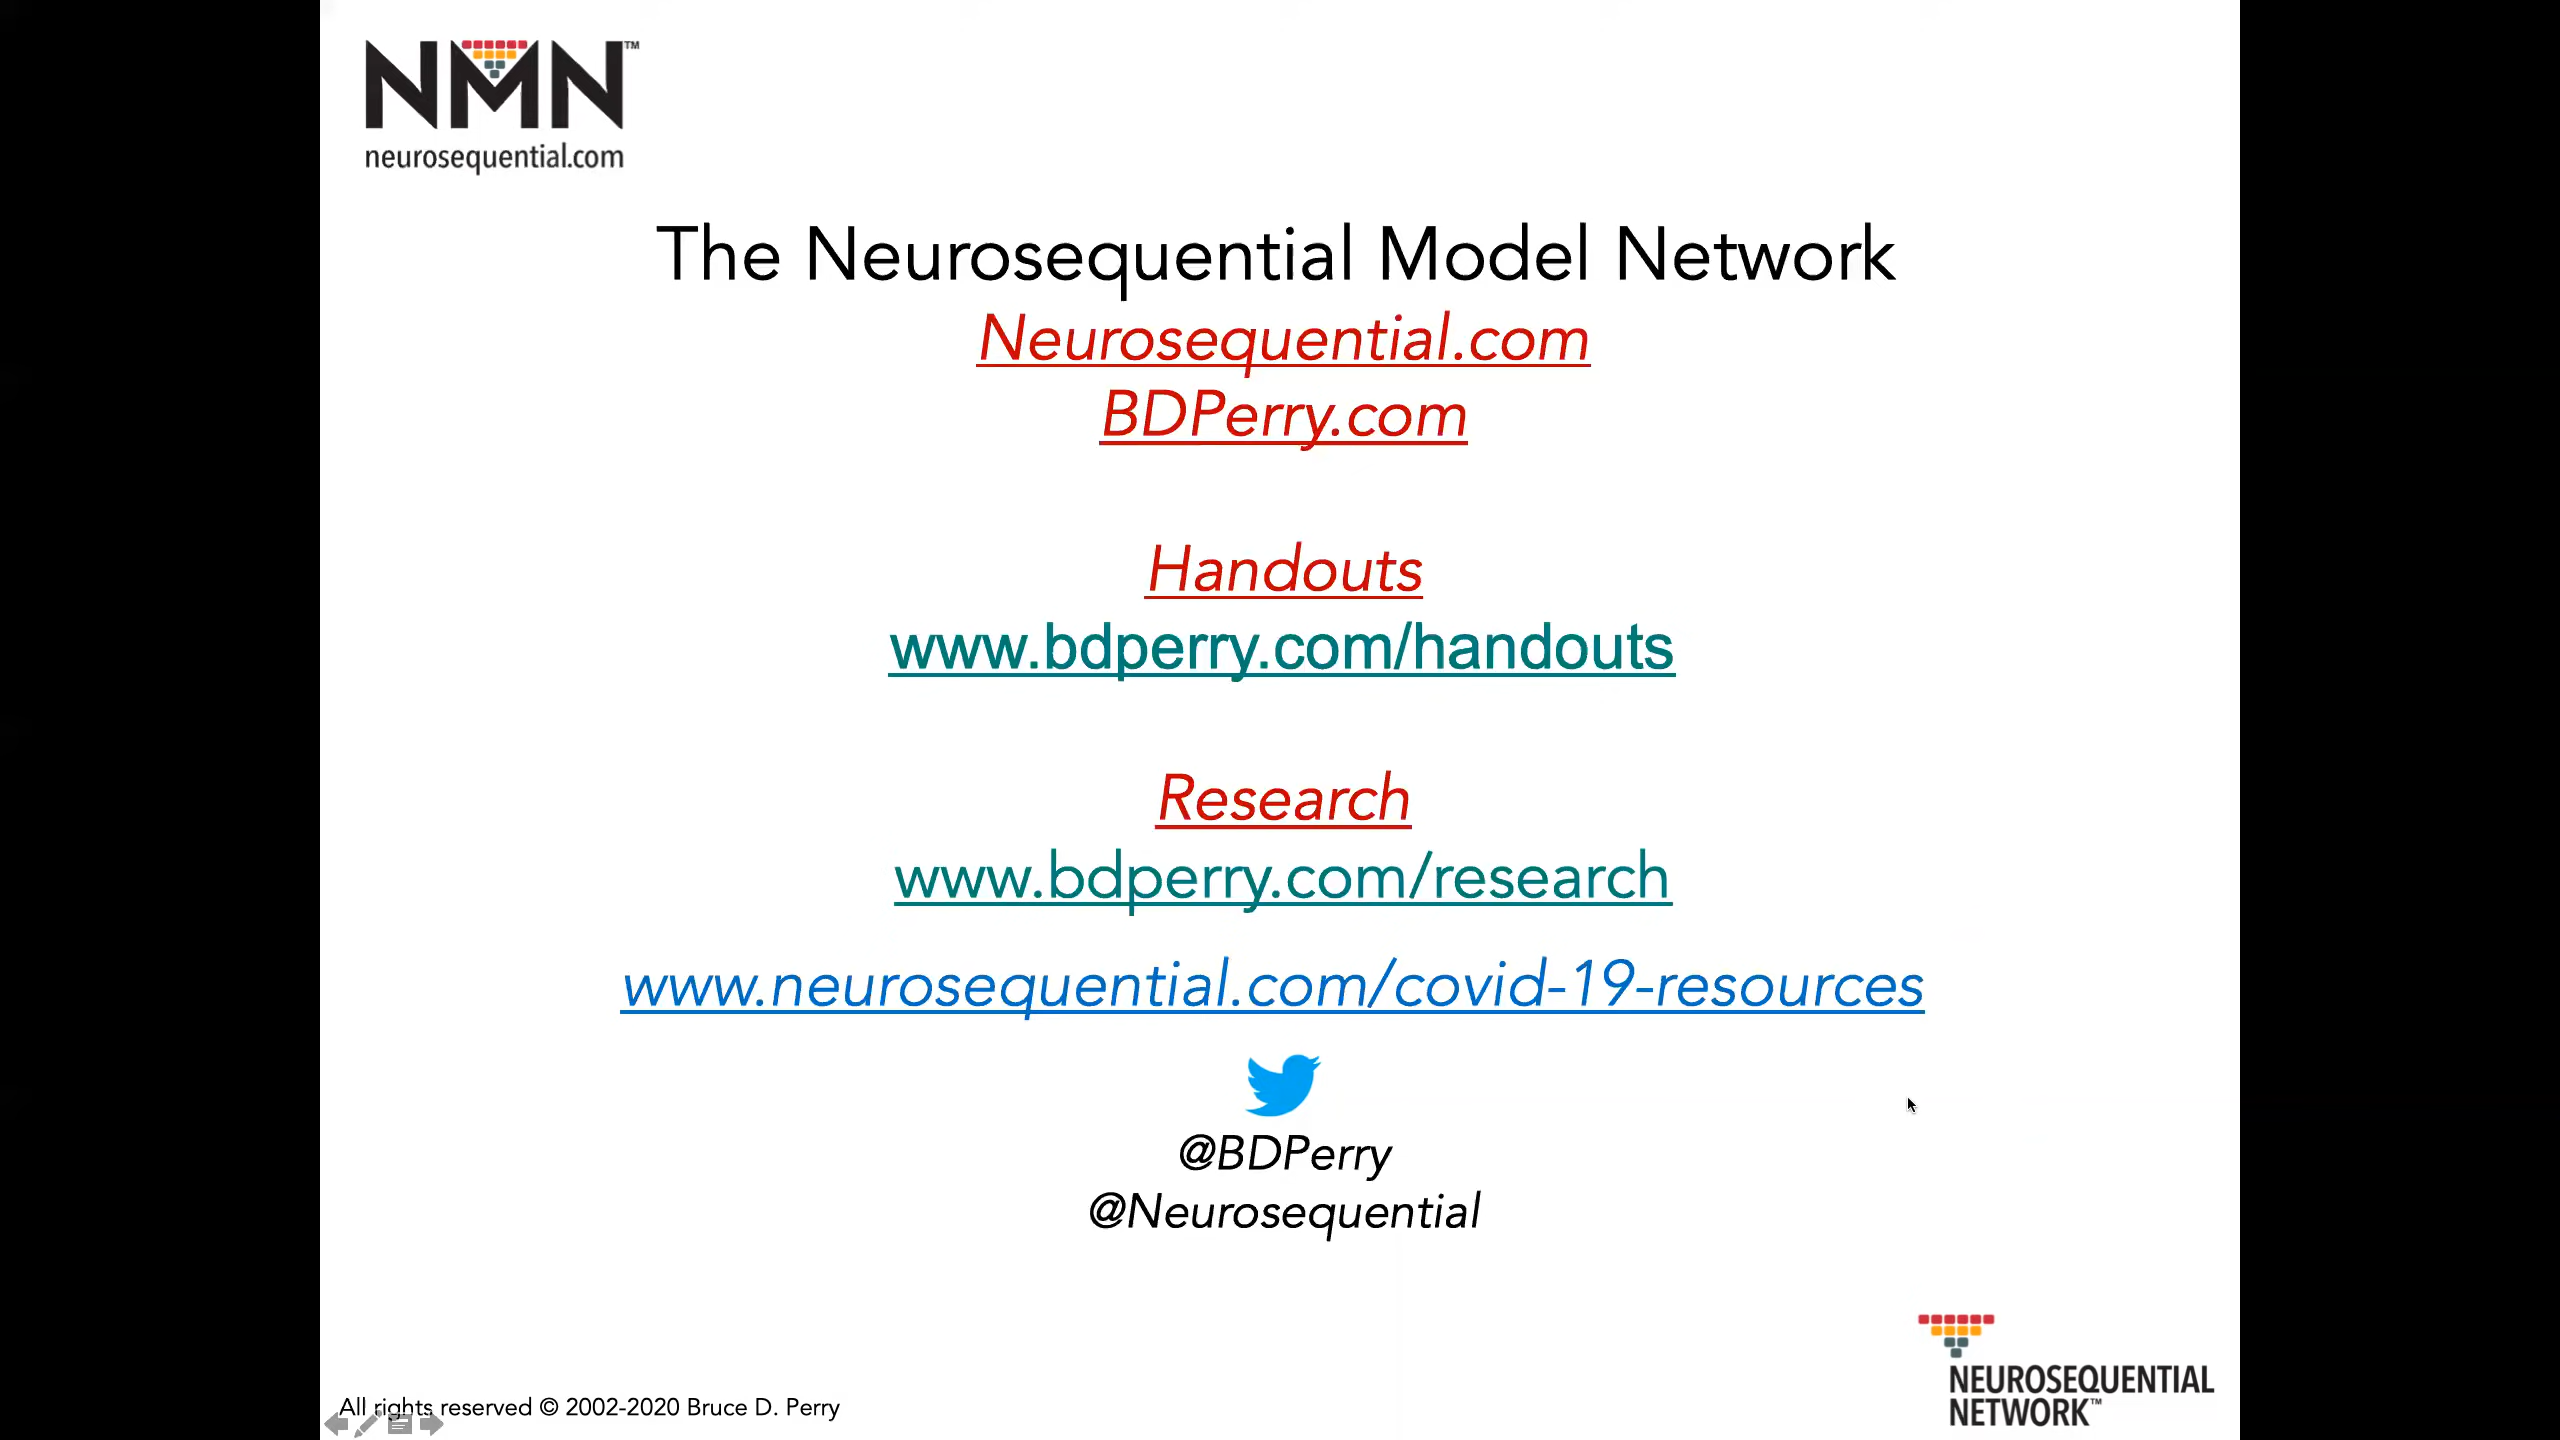 NMN™
neurosequential.com
The Neurosequential Model Network
Neurosequential.com
BDPerry.com
Handouts
www.bdperry.com/handouts
Research
www.bdperry.com/research
www.neurosequential.com/covid-19-resources
@BDPerry
@Neurosequential
All rights reserved © 2002-2020 Bruce D. Perry
NEUROSEQUENTIAL
NETWORK™